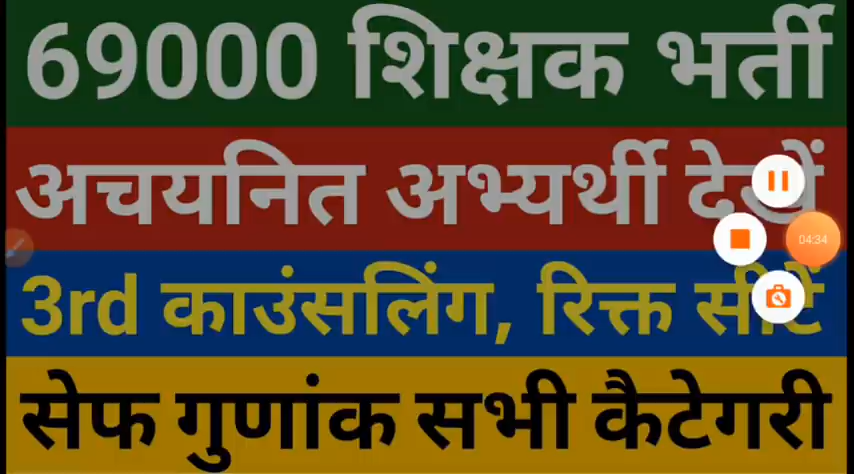 69000 शिक्षक भर्ती
अचयनित अभ्यर्थी देखें
04:34
3rd काउंसलिंग, रिक्त सीटें
सेफ गुणांक सभी कैटेगरी